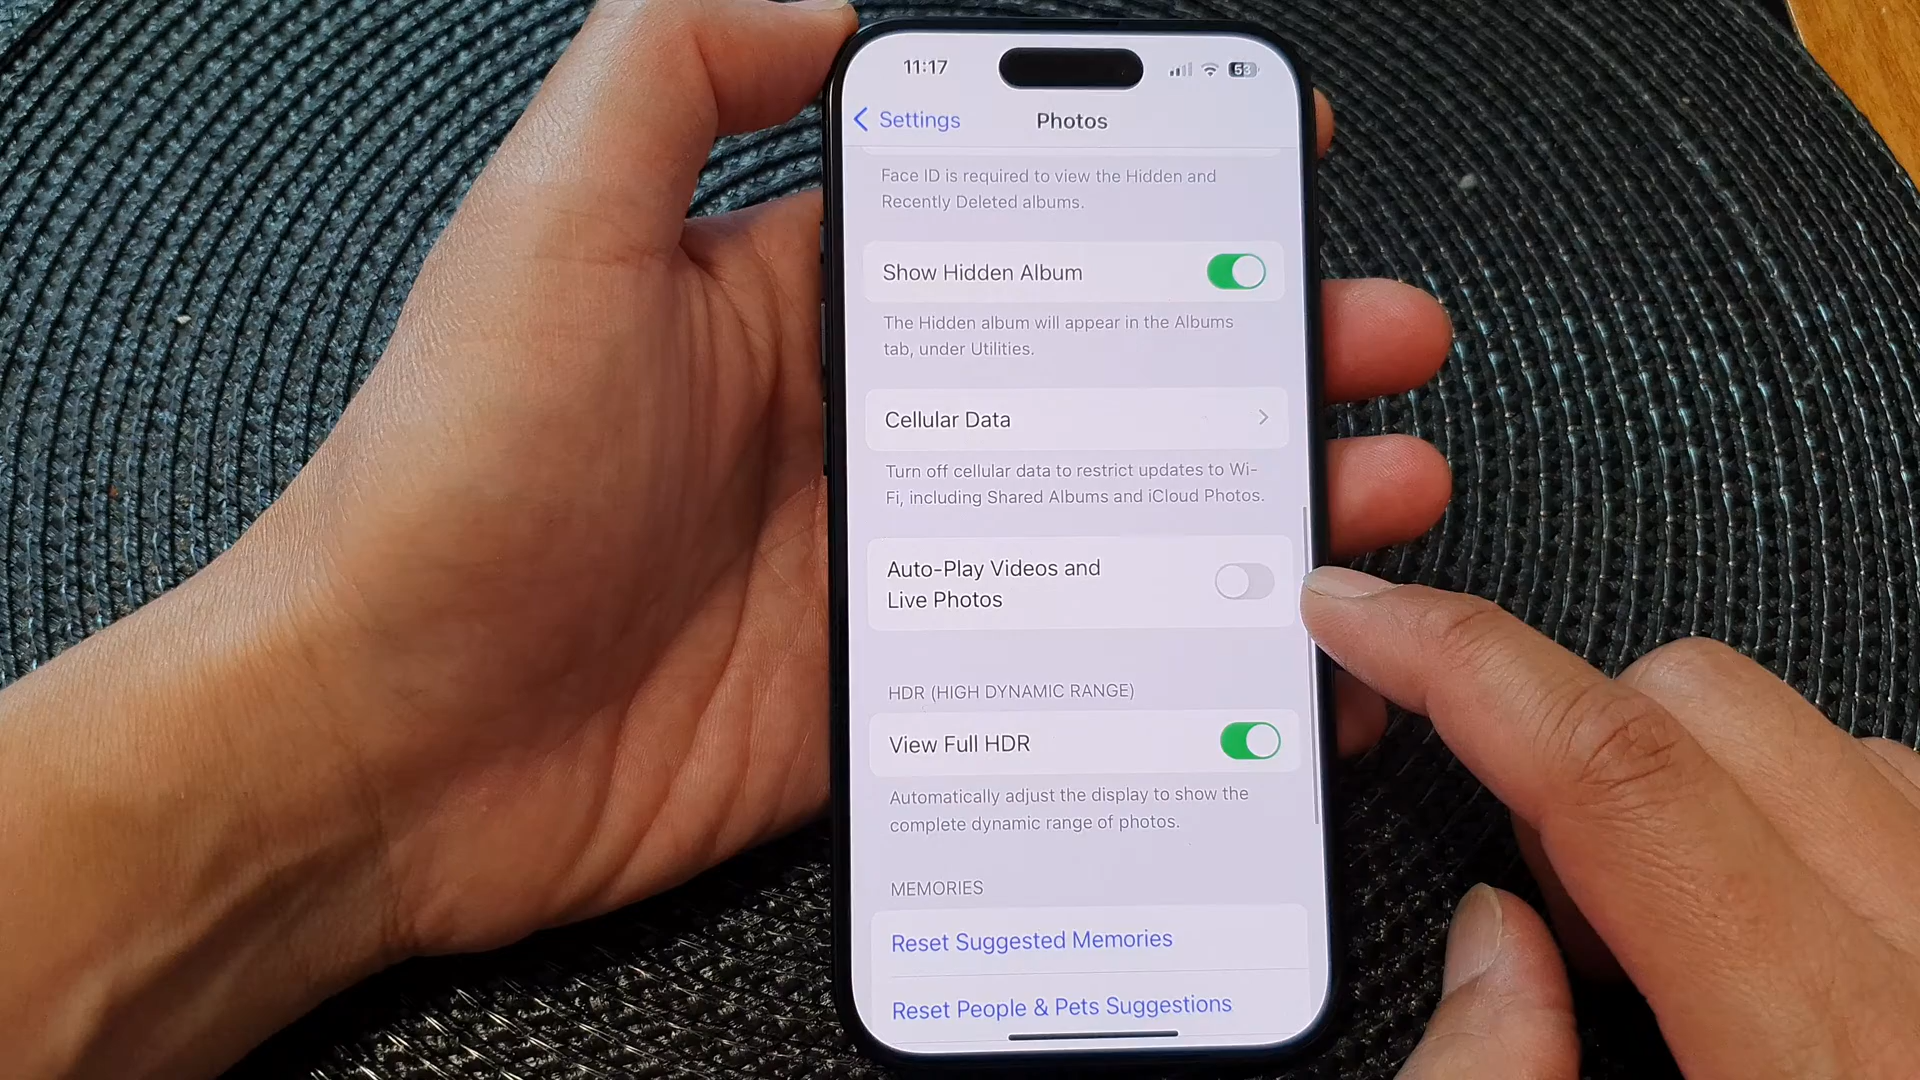 11:17
53
Settings
Photos
Face ID is required to view the Hidden and
Recently Deleted albums.
Show Hidden Album
The Hidden album will appear in the Albums
tab, under Utilities.
Cellular Data
Turn off cellular data to restrict updates to Wi-
Fi, including Shared Albums and iCloud Photos.
Auto-Play Videos and
Live Photos
HDR (HIGH DYNAMIC RANGE)
View Full HDR
Automatically adjust the display to show the
complete dynamic range of photos.
MEMORIES
Reset Suggested Memories
Reset People & Pets Suggestions